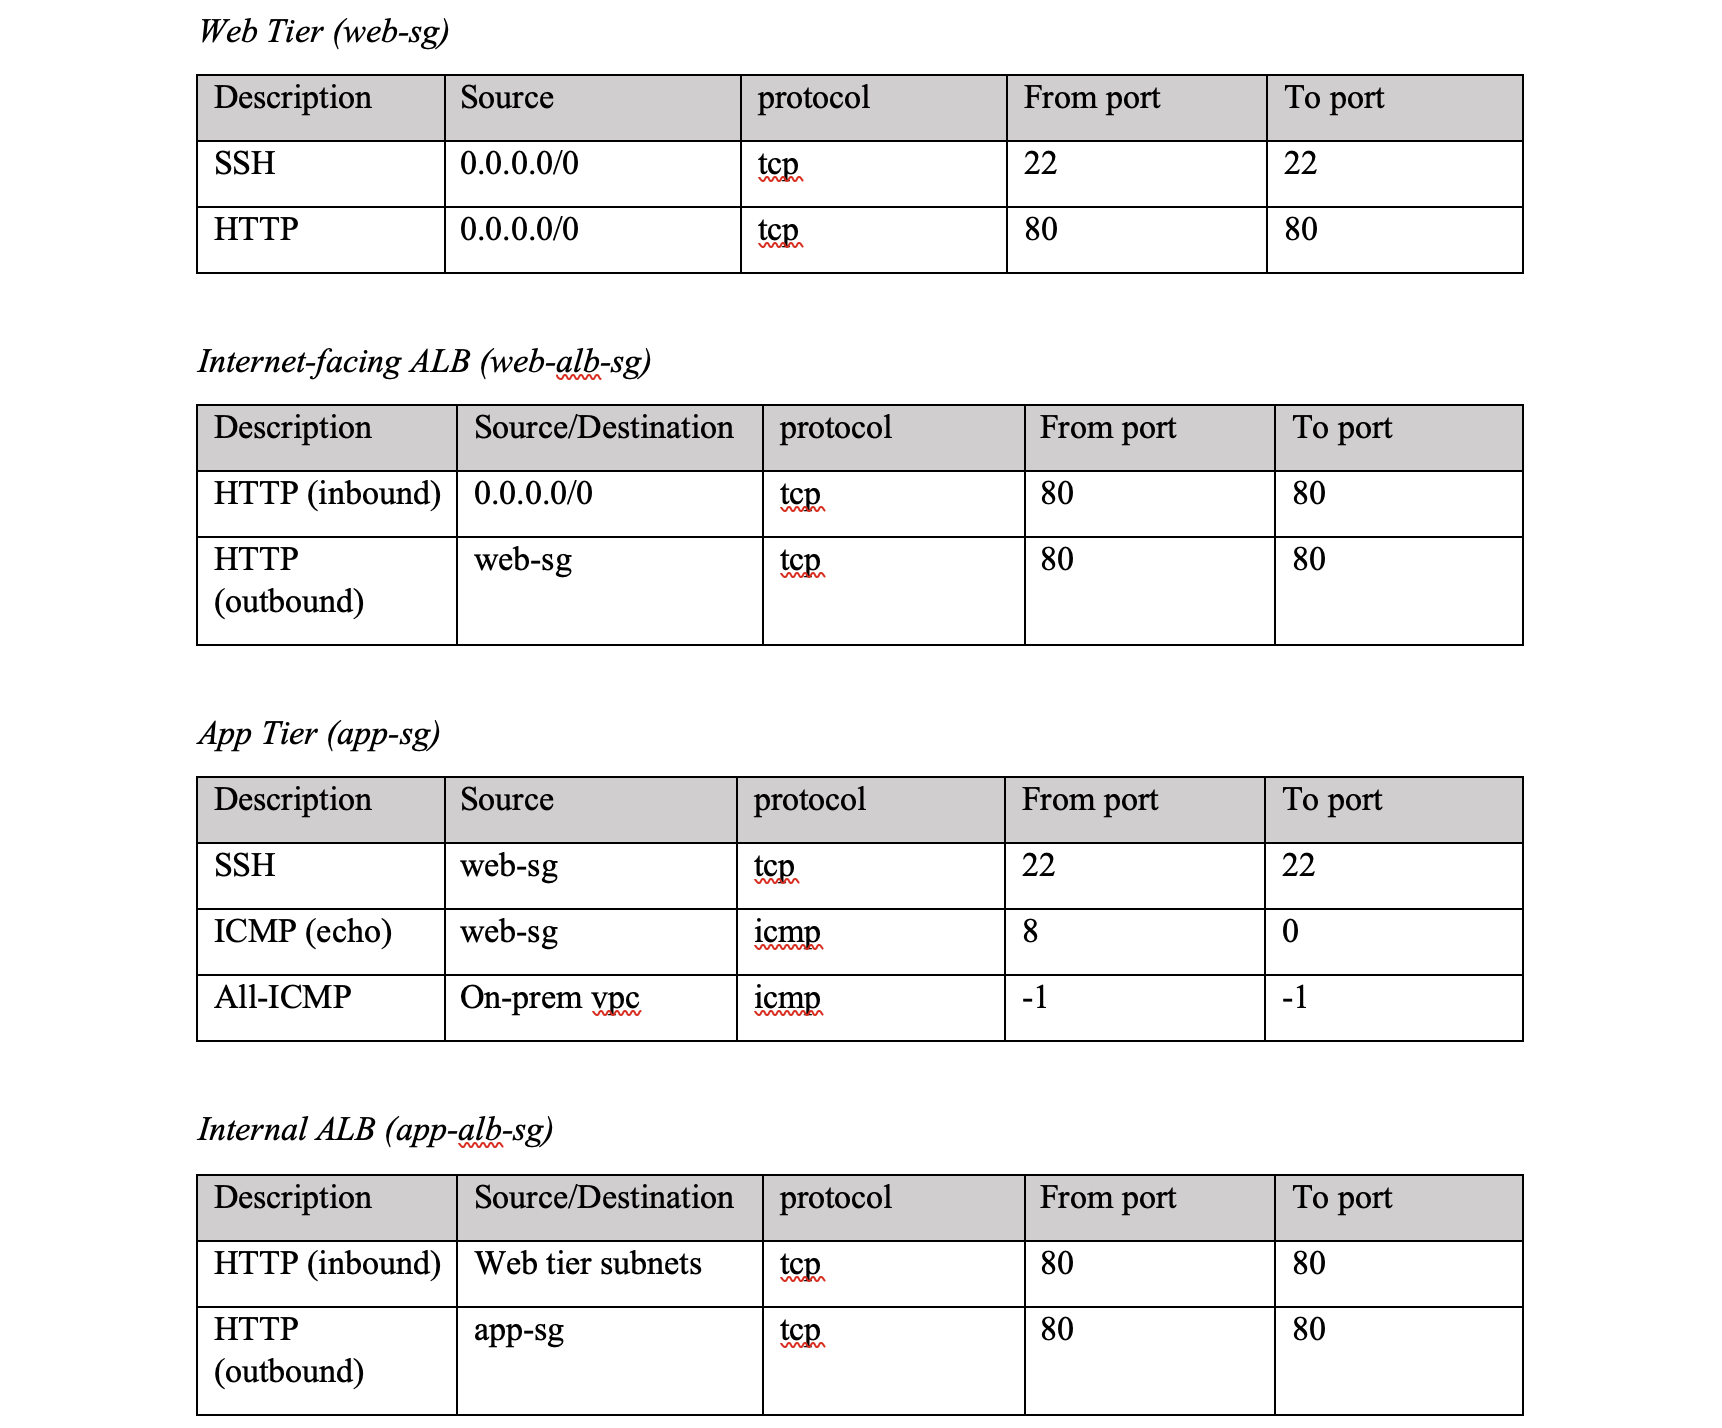 Web Tier (web-sg)
Description Source protocol From port To port
SSH 0.0.0.0/0 tcp 22 22
HTTP 0.0.0.0/0 tcp 80 80
Internet-facing ALB (web-alb-sg)
Description Source/Destination protocol From port To port
HTTP (inbound) 0.0.0.0/0 tcp 80 80
HTTP web-sg tcp 80 80
(outbound)
App Tier (app-sg)
Description Source protocol From port To port
SSH web-sg tcp 22 22
ICMP (echo) web-sg icmp 8 0
All-ICMP On-prem vpc icmp -1 -1
Internal ALB (app-alb-sg)
Description Source/Destination protocol From port To port
HTTP (inbound) Web tier subnets tcp 80 80
HTTP app-sg tcp 80 80
(outbound)